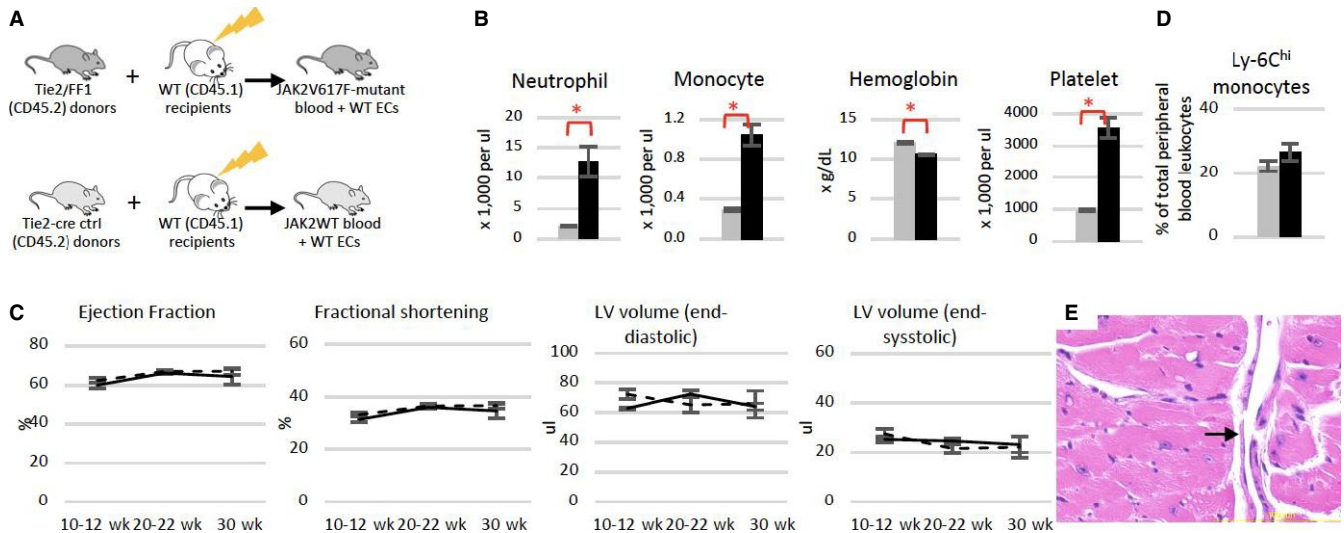 A
Tie2/FF1
(CD45.2) donors
+
WT (CD45.1)
recipients
JAK2V617F-mutant
blood + WT ECs
Tie2-cre ctrl
(CD45.2) donors
+
WT (CD45.1)
recipients
JAK2WT blood
+ WT ECs
B
Neutrophil
x 1,000 per ul
20
15
10
5
0
*
Monocyte
x 1,000 per ul
1.2
0.8
0.4
0.0
*
Hemoglobin
x g/dL
15
10
5
0
*
Platelet
x 1,000 per ul
4000
3000
2000
1000
0
*
D
Ly-6Chi
monocytes
% of total peripheral
blood leukocytes
40
20
0
C
Ejection Fraction
%
80
60
40
20
0
10-12 wk 20-22 wk 30 wk
Fractional shortening
%
80
60
40
20
0
10-12 wk 20-22 wk 30 wk
LV volume (end-
diastolic)
ul
100
80
60
40
20
0
10-12 wk 20-22 wk 30 wk
LV volume (end-
sysstolic)
ul
60
40
20
0
10-12 wk 20-22 wk 30 wk
E